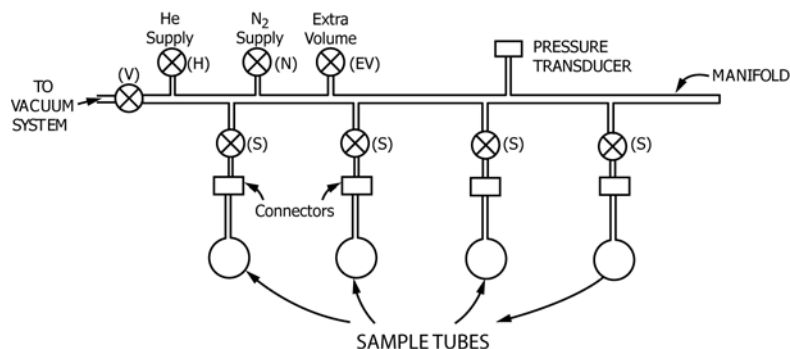 He
Supply
(H)
N2
Supply
(N)
Extra
Volume
(EV)
PRESSURE
TRANSDUCER
MANIFOLD
(V)
TO
VACUUM
SYSTEM
(S)
(S)
(S)
(S)
Connectors
SAMPLE TUBES